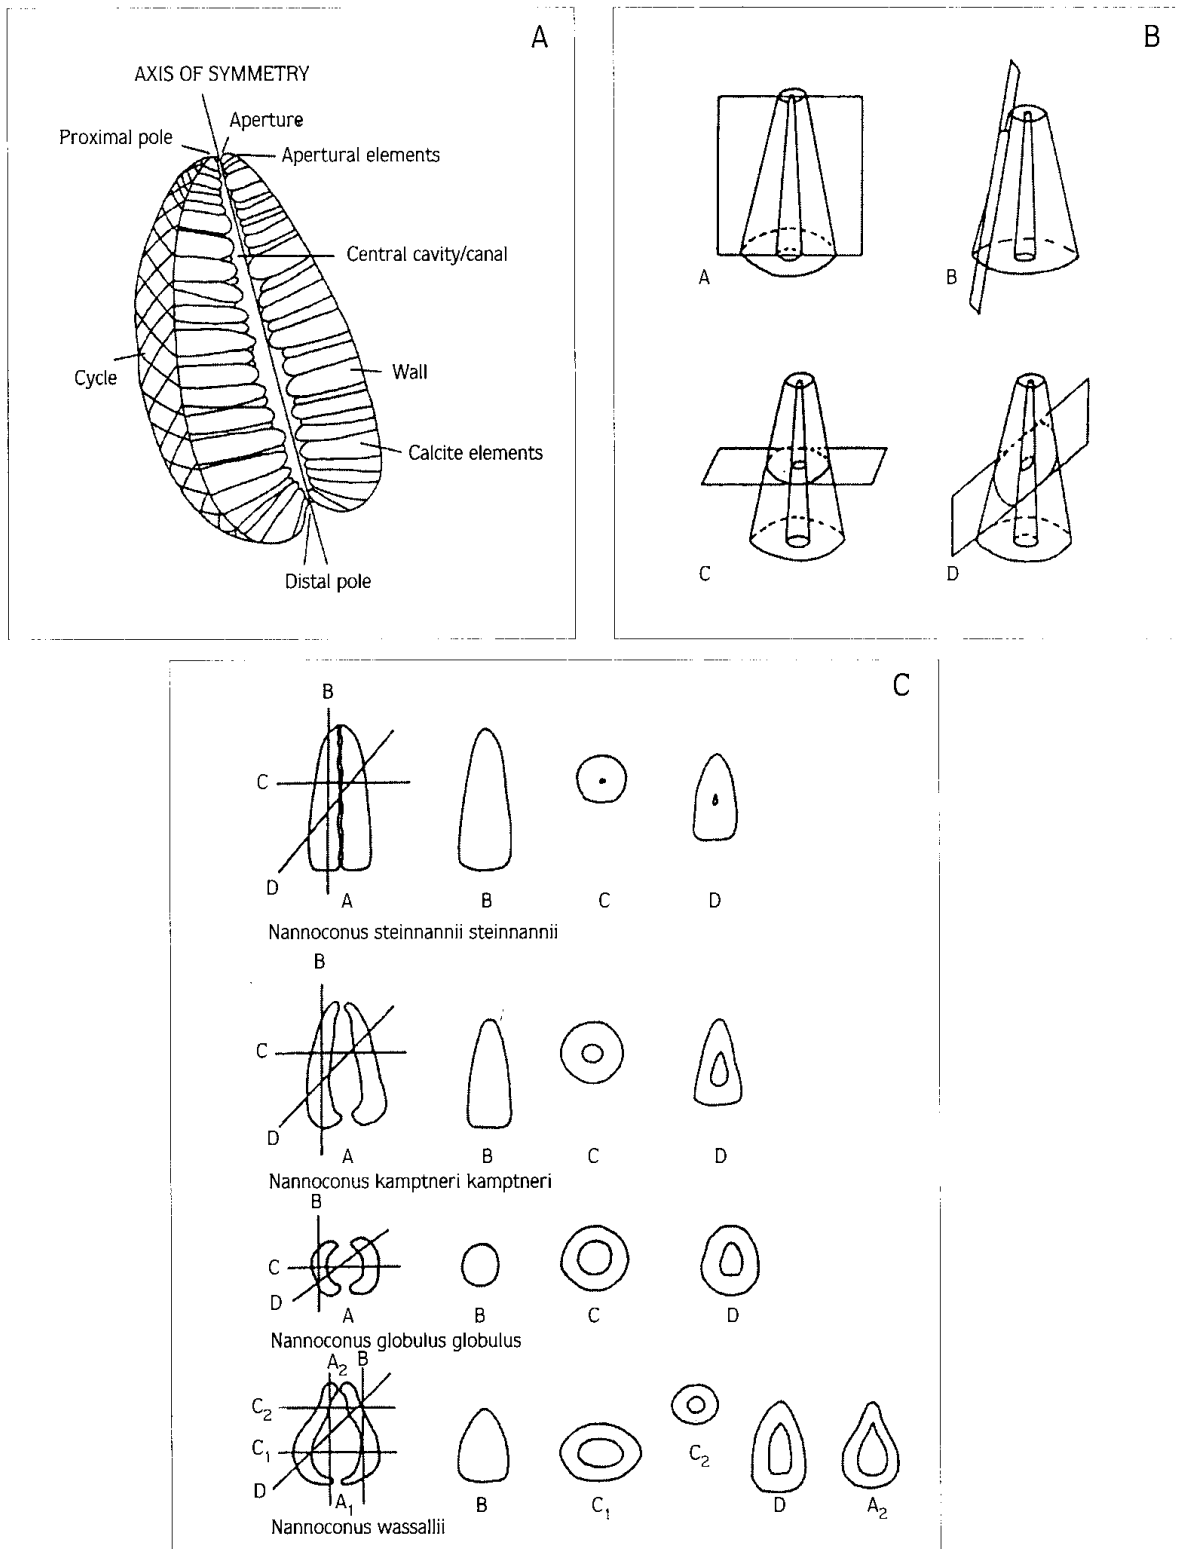 A
AXIS OF SYMMETRY
Aperture
Proximal pole
Apertural elements
Central cavity/canal
Cycle
Wall
Calcite elements
Distal pole
B
A
B
C
D
C
B
C
D
A
B
C
D
Nannoconus steinnannii steinnannii
B
C
D
A
B
C
D
Nannoconus kamptneri kamptneri
B
C
D
A
B
C
D
Nannoconus globulus globulus
A2 B
C2
C1
D
A1
B
C1
C2
D
A2
Nannoconus wassallii